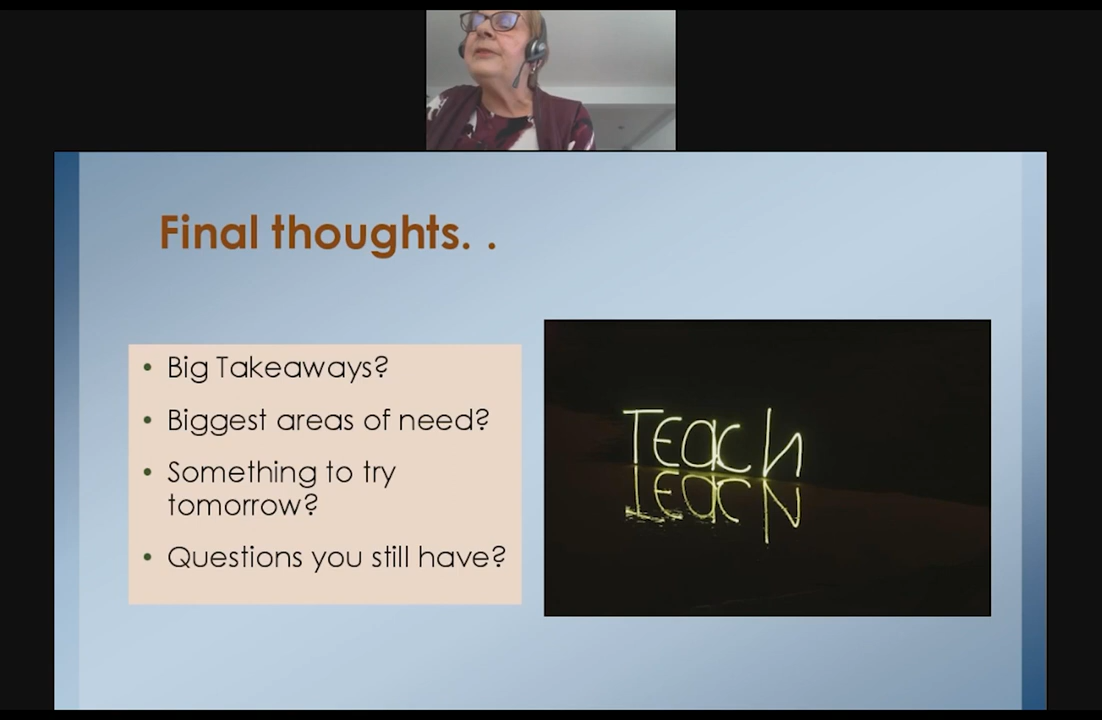 Final thoughts. .
• Big Takeaways?
• Biggest areas of need?
• Something to try
tomorrow?
• Questions you still have?
Teach